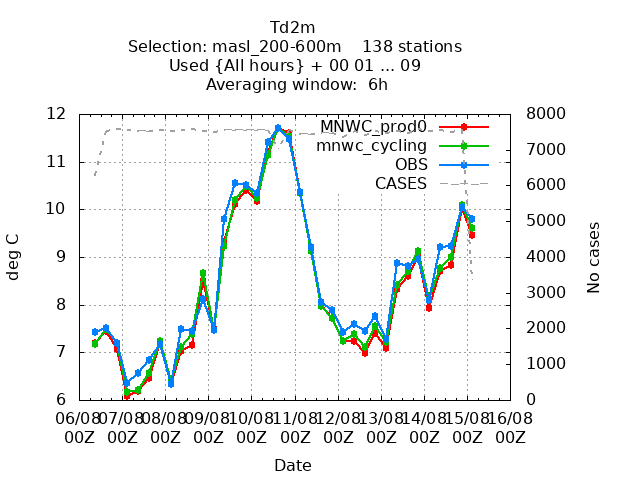 Td2m
Selection: masl_200-600m    138 stations
Used {All hours} + 00 01 ... 09
Averaging window:  6h
MNWC_prod0
mnwc_cycling
OBS
CASES
deg C
12
11
10
9
8
7
6
No cases
8000
7000
6000
5000
4000
3000
2000
1000
0
06/08 07/08 08/08 09/08 10/08 11/08 12/08 13/08 14/08 15/08 16/08
00Z 00Z 00Z 00Z 00Z 00Z 00Z 00Z 00Z 00Z 00Z
Date